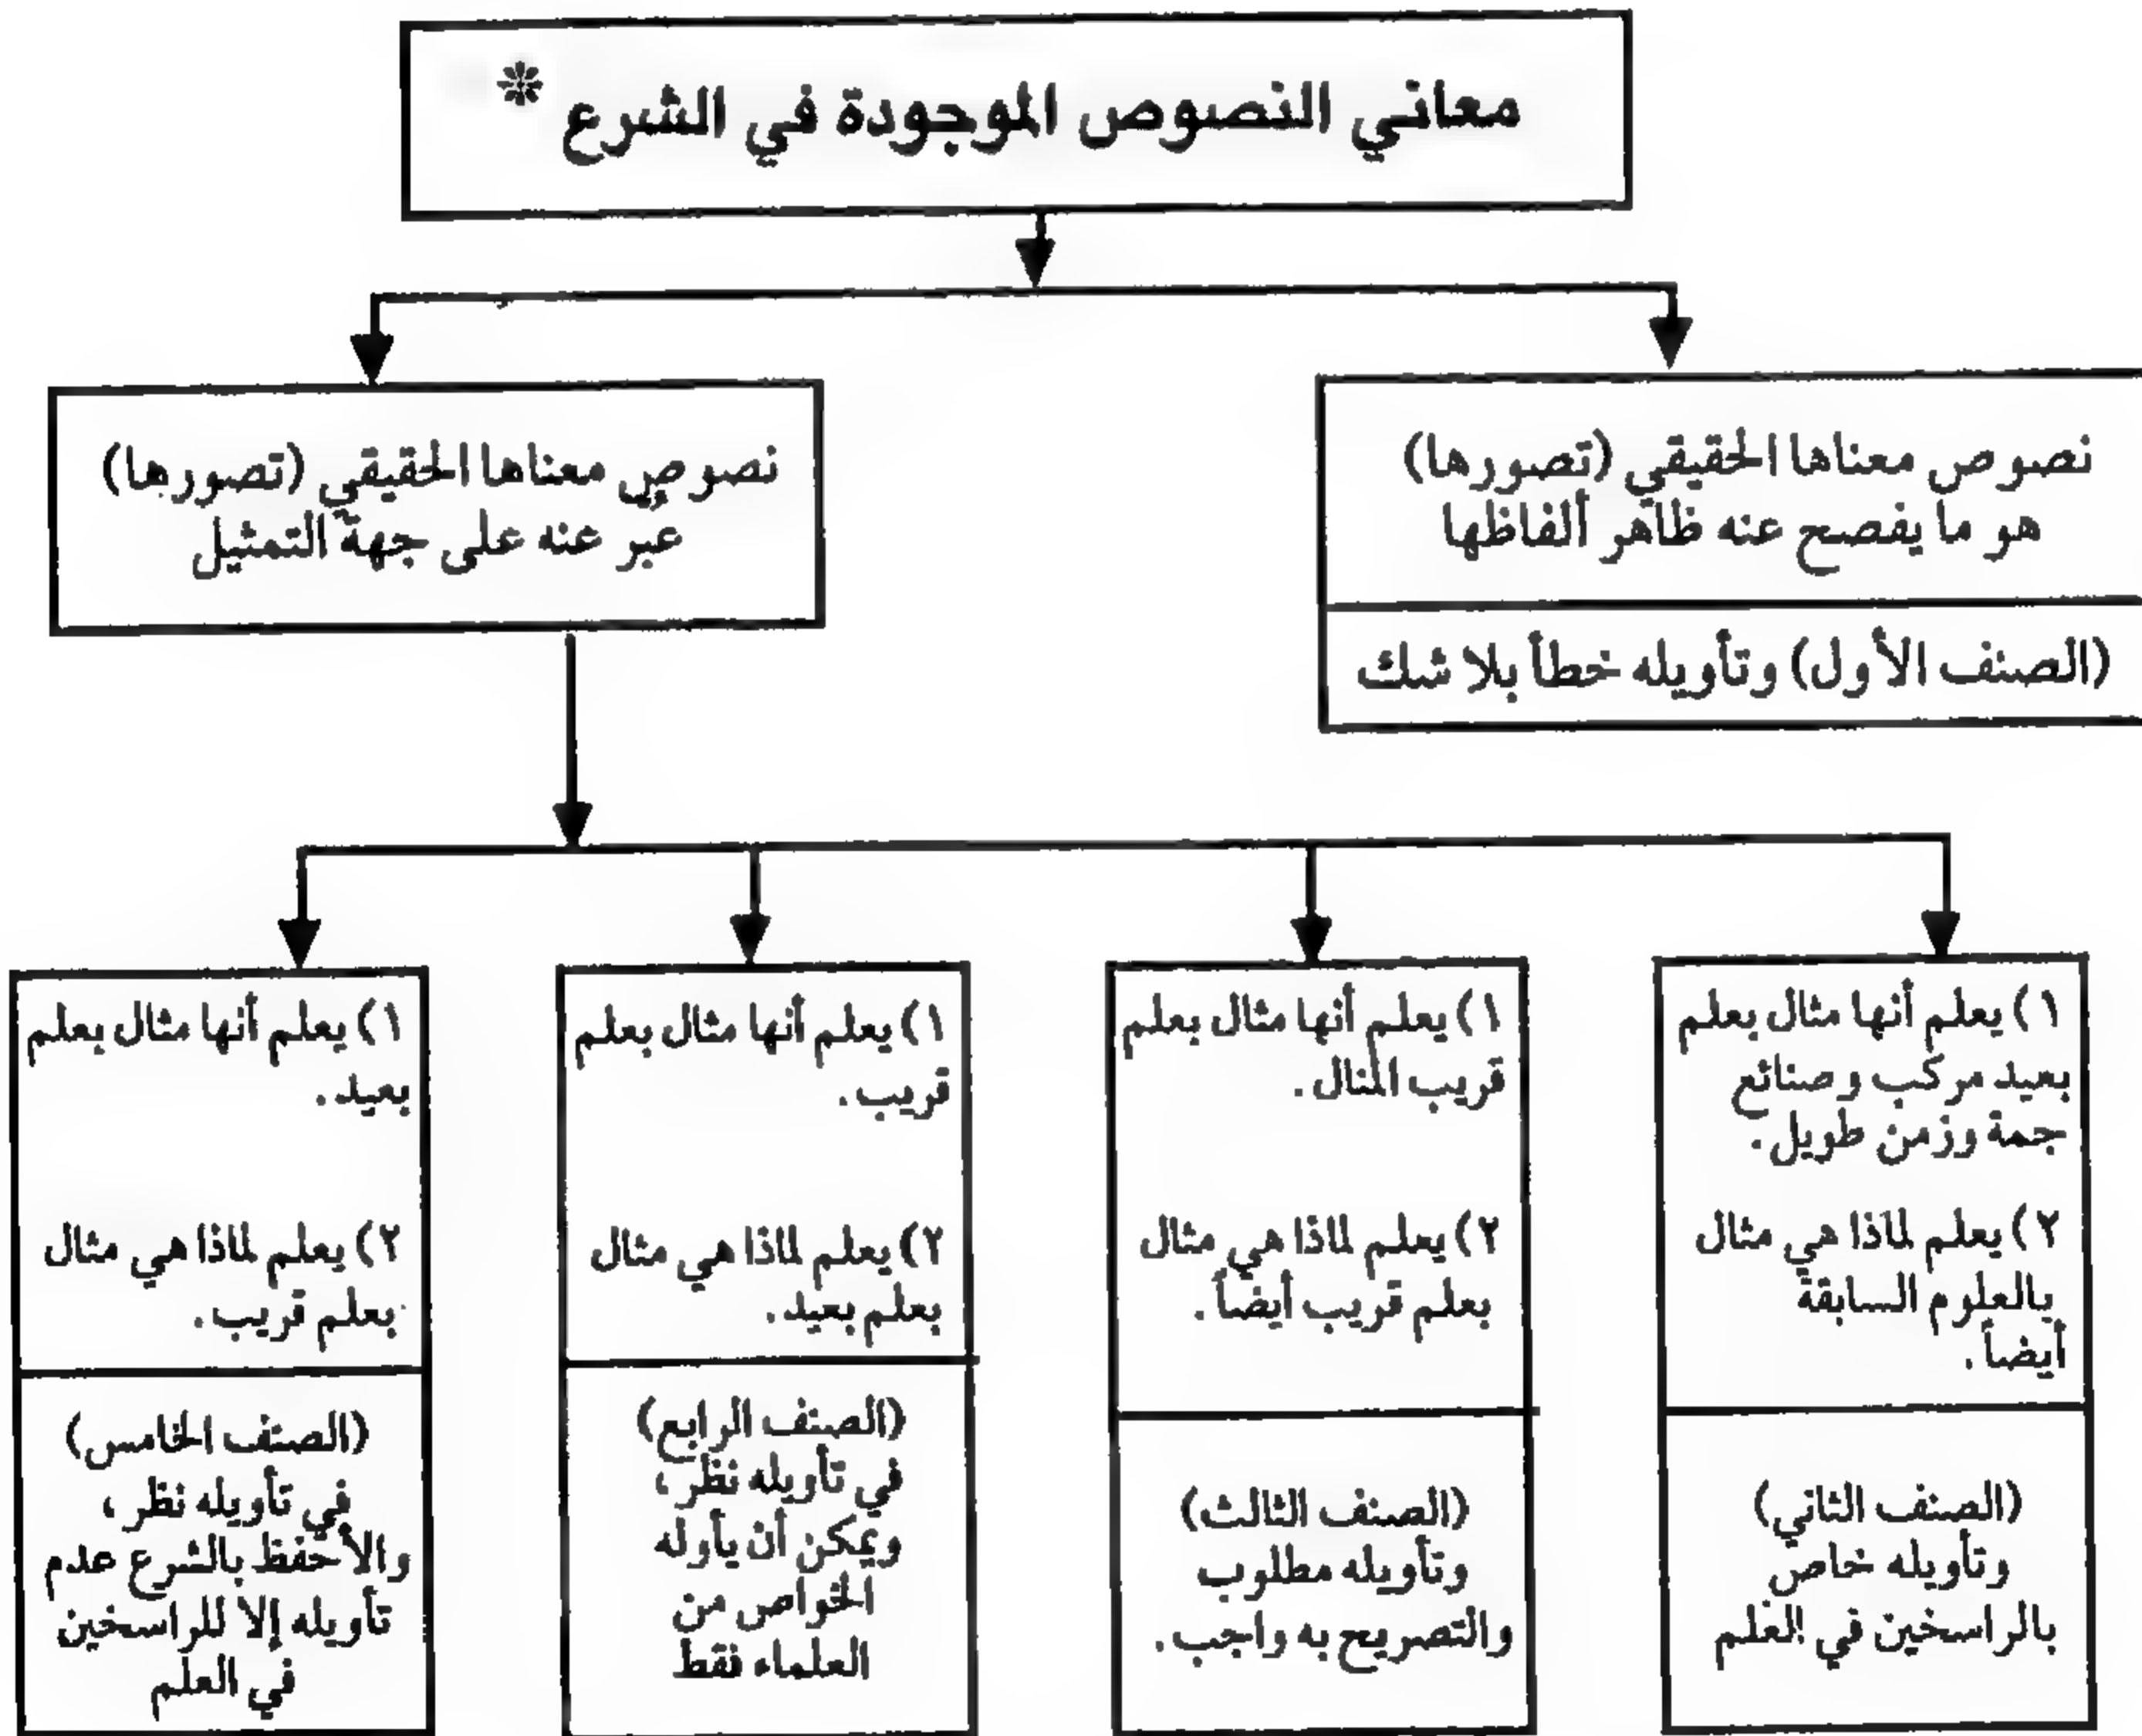 معاني النصوص الموجودة في الشرع *
نصوص معناها الحقيقي (تصورها)
هو ما يفصح عنه ظاهر ألفاظها
(الصنف الأول) وتأويله خطأ بلا شك
نصوص معناها الحقيقي (تصورها)
عبر عنه على جهة التمثيل
١) يعلم أنها مثال بعلم
بعيد مركب وصنائع
جمة وزمن طويل.
٢) يعلم لماذا هي مثال
بالعلوم السابقة
أيضاً.
(الصنف الثاني)
وتأويله خاص
بالراسخين في العلم
١) يعلم أنها مثال بعلم
قريب المنال.
٢) يعلم لماذا هي مثال
بعلم قريب أيضاً.
(الصنف الثالث)
وتأويله مطلوب
والتصريح به واجب.
١) يعلم أنها مثال بعلم
قريب.
٢) يعلم لماذا هي مثال
بعلم بعيد.
(الصنف الرابع)
في تأويله نظر،
ويمكن أن يأوله
الخواص من
العلماء فقط
١) يعلم أنها مثال بعلم
بعيد.
٢) يعلم لماذا هي مثال
بعلم قريب.
(الصنف الخامس)
في تأويله نظر،
والأحفظ بالشرع عدم
تأويله إلا للراسخين
في العلم